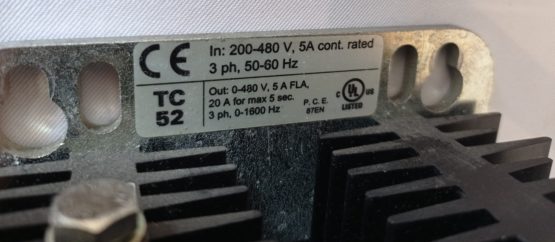 CE
In: 200-480 V, 5A cont. rated
3 ph, 50-60 Hz
TC
52
Out: 0-480 V, 5 A FLA,
20 A for max 5 sec.
3 ph, 0-1600 Hz
P. C. E.
87EN
C UL US
LISTED